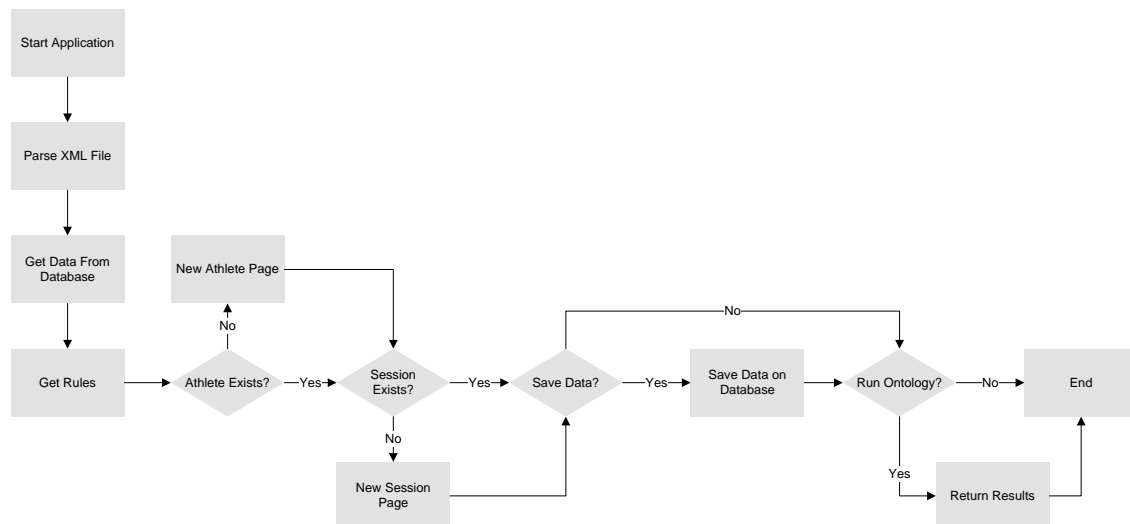 Start Application
Parse XML File
Get Data From
Database
New Athlete Page
No
No
Get Rules
Athlete Exists?
Yes
Session
Exists?
Yes
Save Data?
Yes
Save Data on
Database
Run Ontology?
No
End
No
Yes
New Session
Page
Return Results